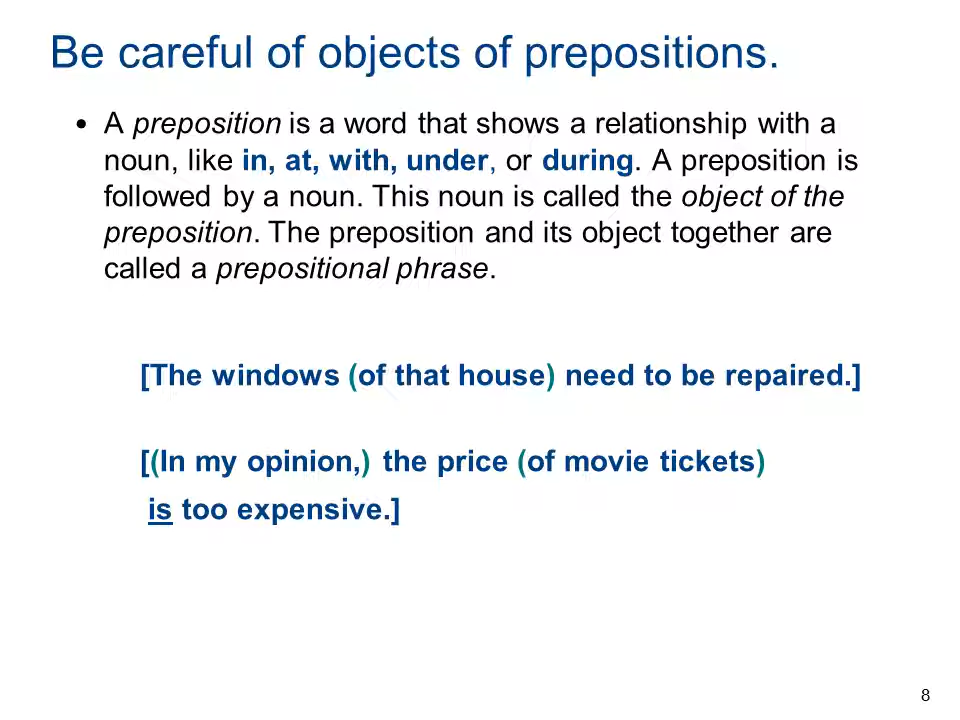 Be careful of objects of prepositions.
• A preposition is a word that shows a relationship with a
noun, like in, at, with, under, or during. A preposition is
followed by a noun. This noun is called the object of the
preposition. The preposition and its object together are
called a prepositional phrase.
[The windows (of that house) need to be repaired.]
[(In my opinion,) the price (of movie tickets)
is too expensive.]
8